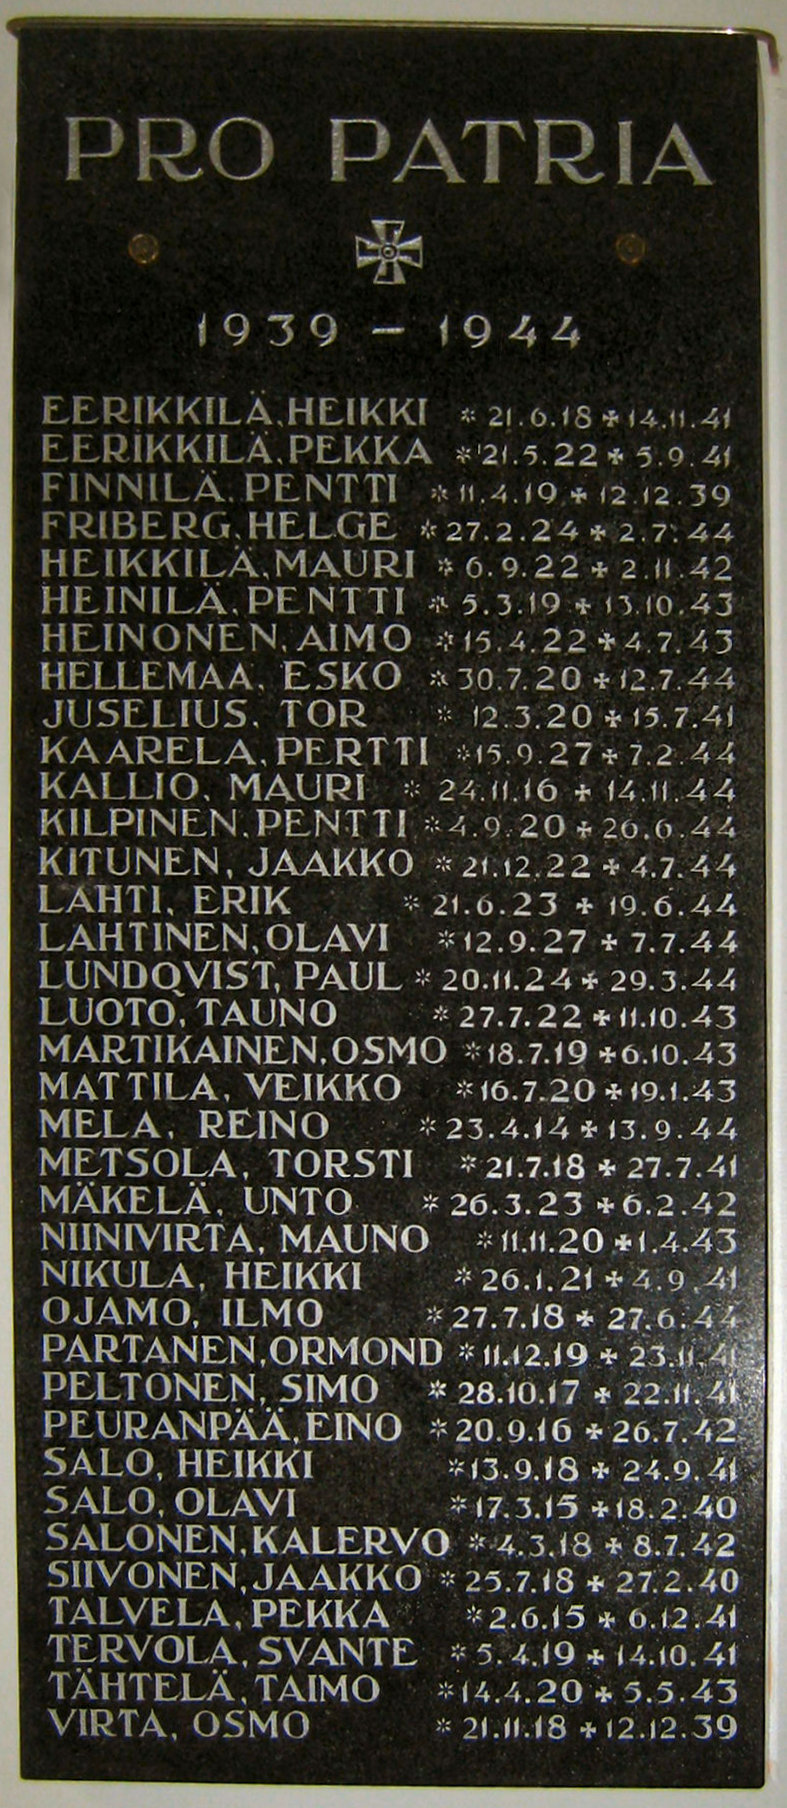 PRO PATRIA
1939 – 1944
EERIKKILÄ, HEIKKI * 21.6.18 ✠ 14.11.41
EERIKKILÄ, PEKKA * 21.5.22 ✠ 5.9.41
FINNILÄ, PENTTI * 11.4.19 ✠ 12.12.39
FRIBERG, HELGE * 27.2.24 ✠ 2.7.44
HEIKKILÄ, MAURI * 6.9.22 ✠ 2.11.42
HEINILÄ, PENTTI * 5.3.19 ✠ 13.10.43
HEINONEN, AIMO * 15.4.22 ✠ 4.7.43
HELLEMAA, ESKO * 30.7.20 ✠ 12.7.44
JUSELIUS, TOR * 12.3.20 ✠ 15.7.41
KAARELA, PERTTI * 15.9.27 ✠ 7.2.44
KALLIO, MAURI * 24.11.16 ✠ 14.11.44
KILPINEN, PENTTI * 4.9.20 ✠ 26.6.44
KITUNEN, JAAKKO * 21.12.22 ✠ 4.7.44
LAHTI, ERIK * 21.6.23 ✠ 19.6.44
LAHTINEN, OLAVI * 12.9.27 ✠ 7.7.44
LUNDQVIST, PAUL * 20.11.24 ✠ 29.3.44
LUOTO, TAUNO * 27.7.22 ✠ 11.10.43
MARTIKAINEN, OSMO * 18.7.19 ✠ 6.10.43
MATTILA, VEIKKO * 16.7.20 ✠ 19.1.43
MELA, REINO * 23.4.14 ✠ 13.9.44
METSOLA, TORSTI * 21.7.18 ✠ 27.7.41
MÄKELÄ, UNTO * 26.3.23 ✠ 6.2.42
NIINIVIRTA, MAUNO * 11.11.20 ✠ 1.4.43
NIKULA, HEIKKI * 26.1.21 ✠ 4.9.41
OJAMO, ILMO * 27.7.18 ✠ 27.6.44
PARTANEN, ORMOND * 11.12.19 ✠ 23.11.41
PELTONEN, SIMO * 28.10.17 ✠ 22.11.41
PEURANPÄÄ, EINO * 20.9.16 ✠ 26.7.42
SALO, HEIKKI * 13.9.18 ✠ 24.9.41
SALO, OLAVI * 17.3.15 ✠ 18.2.40
SALONEN, KALERVO * 4.3.18 ✠ 8.7.42
SIIVONEN, JAAKKO * 25.7.18 ✠ 27.2.40
TALVELA, PEKKA * 2.6.15 ✠ 6.12.41
TERVOLA, SVANTE * 5.4.19 ✠ 14.10.41
TÄHTELÄ, TAIMO * 14.4.20 ✠ 5.5.43
VIRTA, OSMO * 21.11.18 ✠ 12.12.39